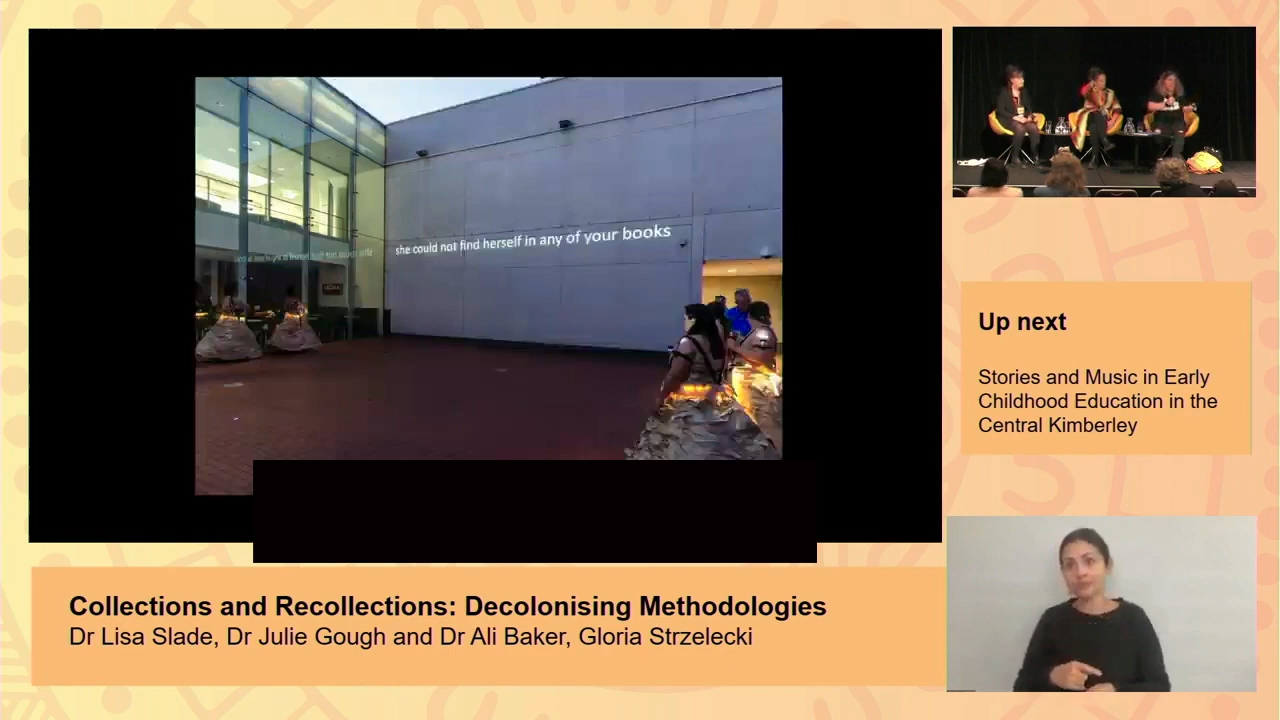 she could not find herself in any of your books
Up next
Stories and Music in Early
Childhood Education in the
Central Kimberley
Collections and Recollections: Decolonising Methodologies
Dr Lisa Slade, Dr Julie Gough and Dr Ali Baker, Gloria Strzelecki